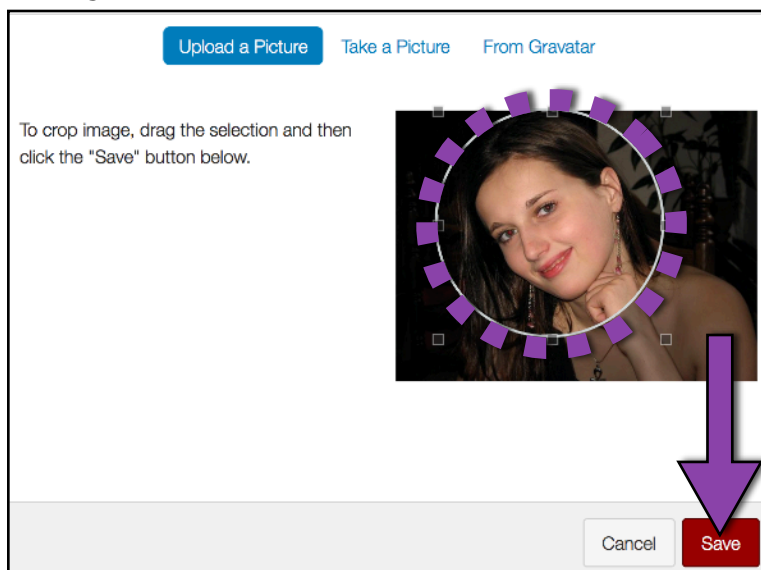 Upload a Picture Take a Picture From Gravatar
To crop image, drag the selection and then
click the "Save" button below.
Cancel Save